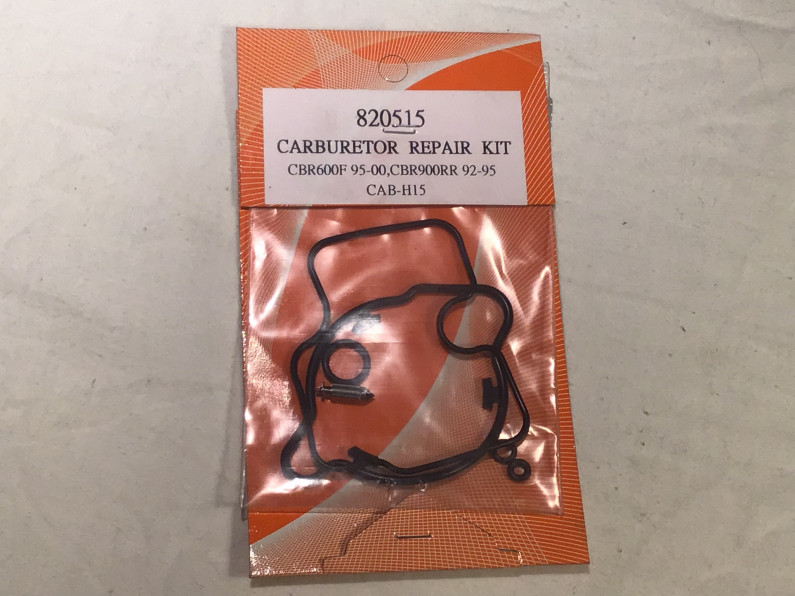 820515
CARBURETOR REPAIR KIT
CBR600F 95-00,CBR900RR 92-95
CAB-H15